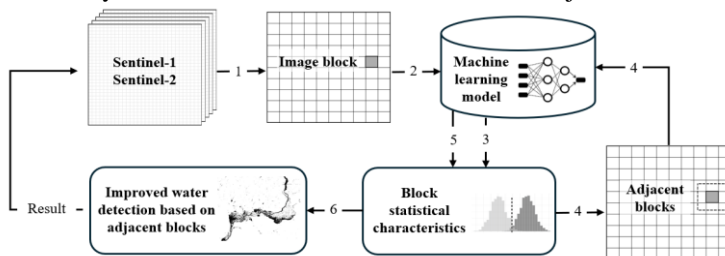 Sentinel-1
Sentinel-2
1
Image block
2
Machine
learning
model
4
5
3
Result
Improved water
detection based on
adjacent blocks
6
Block
statistical
characteristics
4
Adjacent
blocks